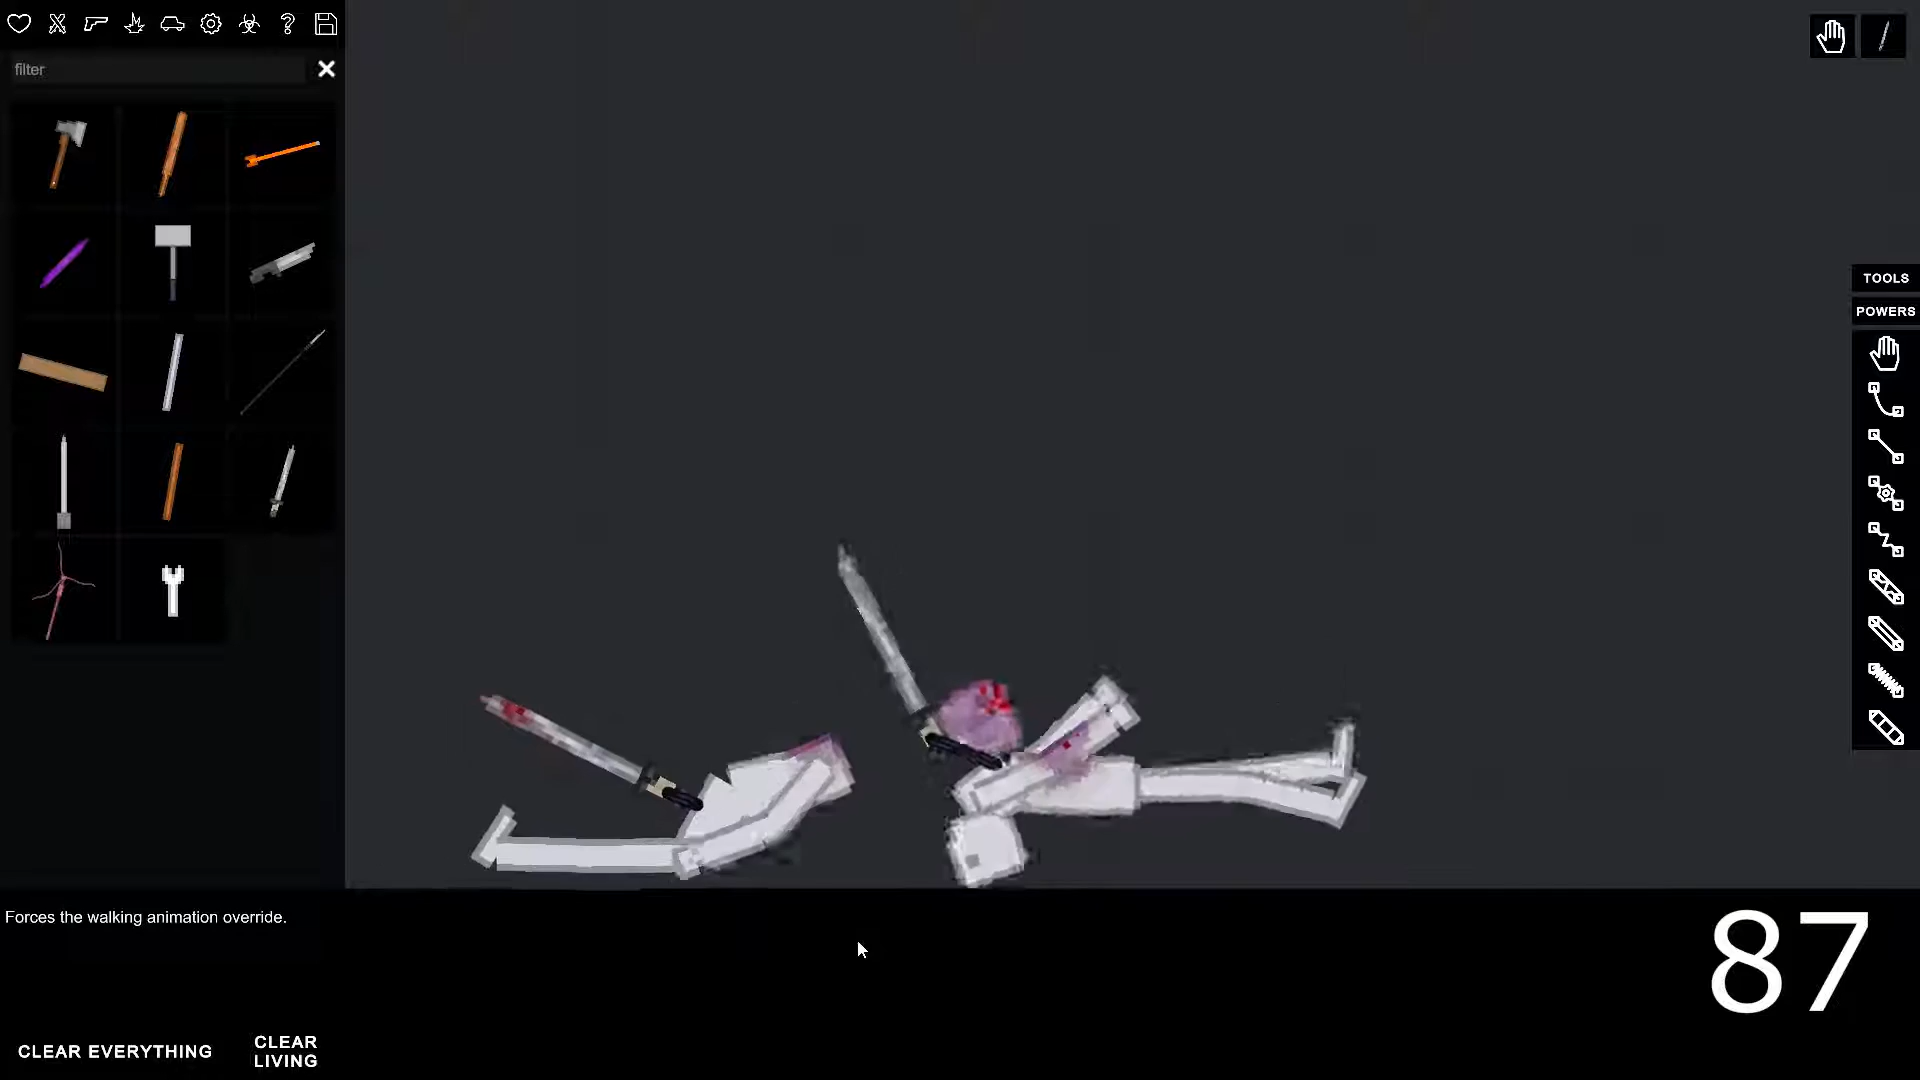 filter
TOOLS
POWERS
Forces the walking animation override.
87
CLEAR EVERYTHING
CLEAR
LIVING